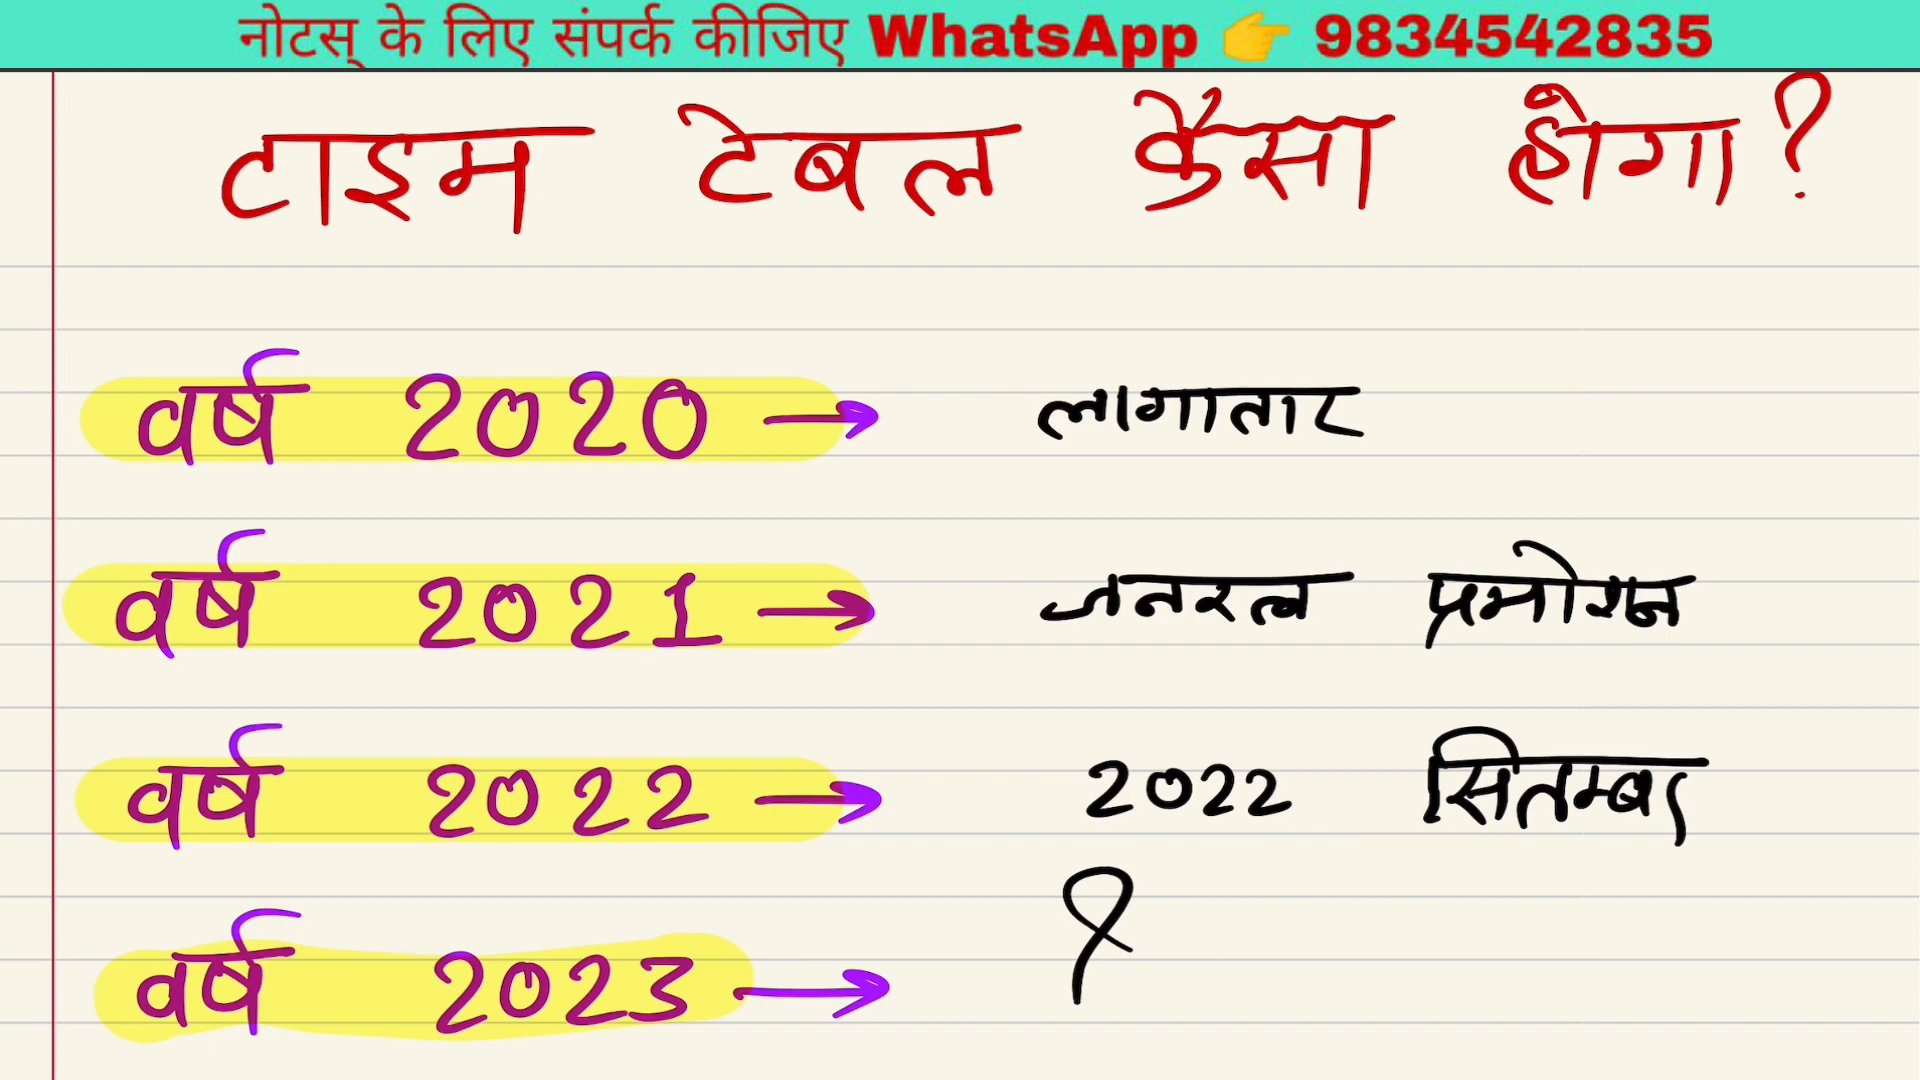 नोटस् के लिए संपर्क कीजिए WhatsApp 👉 9834542835
टाइम टेबल कैसा होगा?
वर्ष 2020 → लागातार
वर्ष 2021 → जनरल प्रमोशन
वर्ष 2022 → 2022 सितम्बर
वर्ष 2023 →